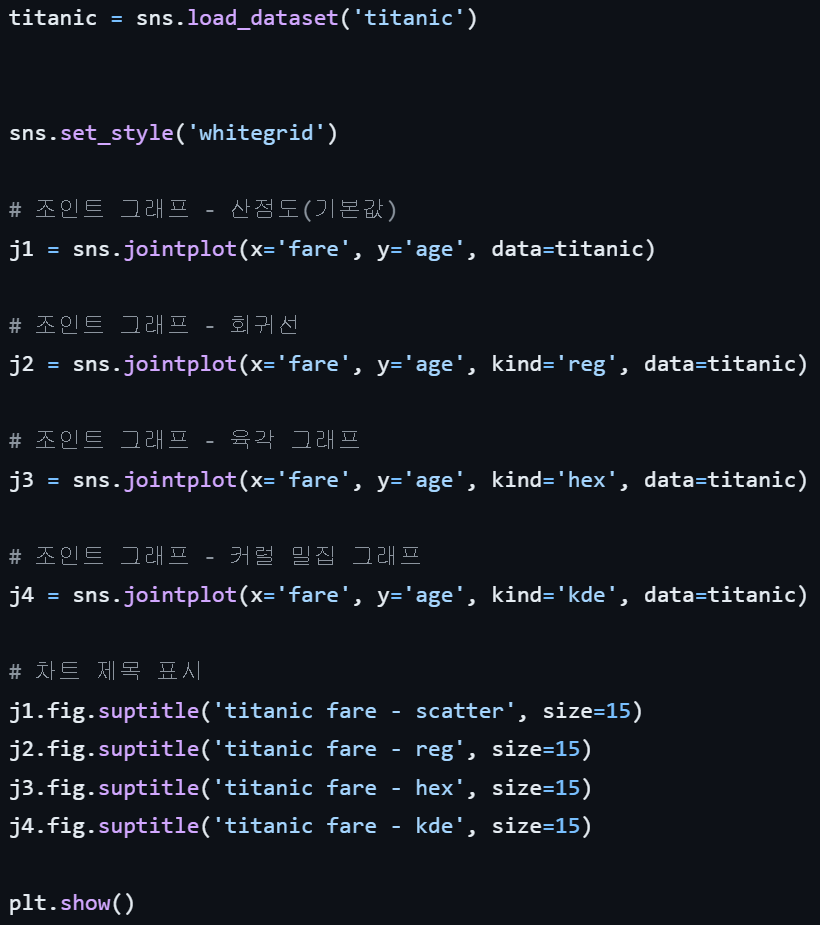 titanic = sns.load_dataset('titanic')
sns.set_style('whitegrid')
# 조인트 그래프 - 산점도(기본값)
j1 = sns.jointplot(x='fare', y='age', data=titanic)
# 조인트 그래프 - 회귀선
j2 = sns.jointplot(x='fare', y='age', kind='reg', data=titanic)
# 조인트 그래프 - 육각 그래프
j3 = sns.jointplot(x='fare', y='age', kind='hex', data=titanic)
# 조인트 그래프 - 커럴 밀집 그래프
j4 = sns.jointplot(x='fare', y='age', kind='kde', data=titanic)
# 차트 제목 표시
j1.fig.suptitle('titanic fare - scatter', size=15)
j2.fig.suptitle('titanic fare - reg', size=15)
j3.fig.suptitle('titanic fare - hex', size=15)
j4.fig.suptitle('titanic fare - kde', size=15)
plt.show()